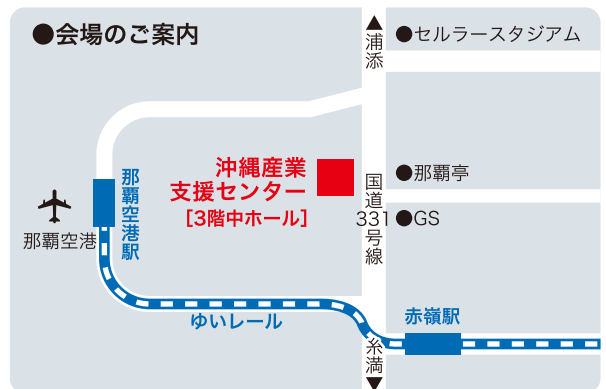 ●会場のご案内
▲
浦添
●セルラースタジアム
那覇空港駅
沖縄産業
支援センター
[3階中ホール]
国道331号線
●那覇亭
●GS
那覇空港
ゆいレール
赤嶺駅
糸満
▼